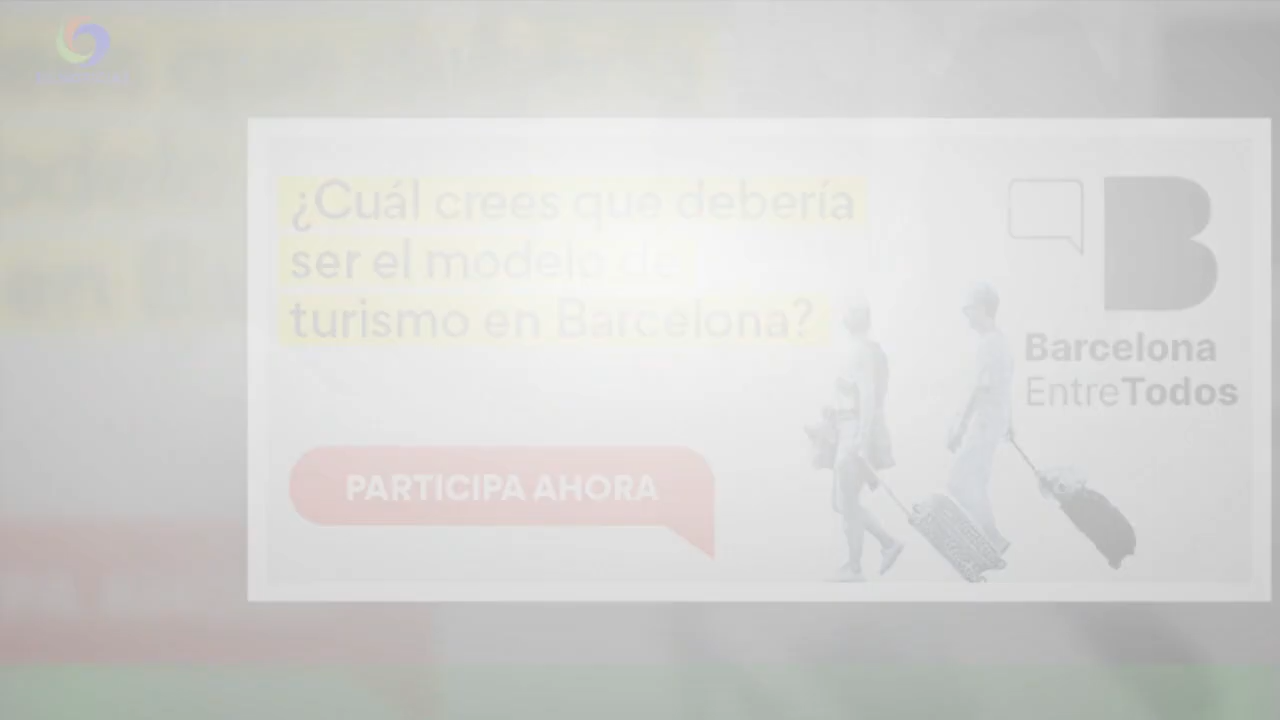 ¿Cuál crees que debería
ser el modelo de
turismo en Barcelona?
PARTICIPA AHORA
B
Barcelona
EntreTodos